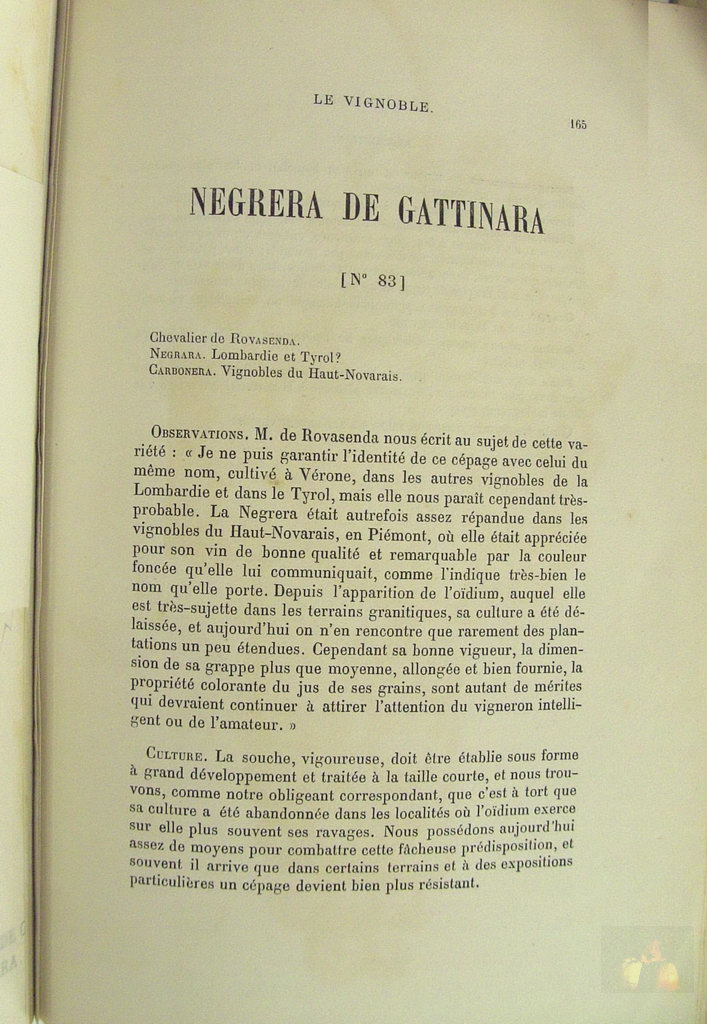 LE VIGNOBLE.
165
NEGRERA DE GATTINARA
[N° 83]
Chevalier de ROVASENDA.
NEGRARA. Lombardie et Tyrol?
CARBONERA. Vignobles du Haut-Novarais.
OBSERVATIONS. M. de Rovasenda nous écrit au sujet de cette va-
riété : « Je ne puis garantir l'identité de ce cépage avec celui du
même nom, cultivé à Vérone, dans les autres vignobles de la
Lombardie et dans le Tyrol, mais elle nous paraît cependant très-
probable. La Negrera était autrefois assez répandue dans les
vignobles du Haut-Novarais, en Piémont, où elle était appréciée
pour son vin de bonne qualité et remarquable par la couleur
foncée qu'elle lui communiquait, comme l'indique très-bien le
nom qu'elle porte. Depuis l'apparition de l'oïdium, auquel elle
est très-sujette dans les terrains granitiques, sa culture a été dé-
laissée, et aujourd'hui on n'en rencontre que rarement des plan-
tations un peu étendues. Cependant sa bonne vigueur, la dimen-
sion de sa grappe plus que moyenne, allongée et bien fournie, la
propriété colorante du jus de ses grains, sont autant de mérites
qui devraient continuer à attirer l'attention du vigneron intelli-
gent ou de l'amateur. »
CULTURE. La souche, vigoureuse, doit être établie sous forme
à grand développement et traitée à la taille courte, et nous trou-
vons, comme notre obligeant correspondant, que c'est à tort que
sa culture a été abandonnée dans les localités où l'oïdium exerce
sur elle plus souvent ses ravages. Nous possédons aujourd'hui
assez de moyens pour combattre cette fâcheuse prédisposition, et
souvent il arrive que dans certains terrains et à des expositions
particulières un cépage devient bien plus résistant.